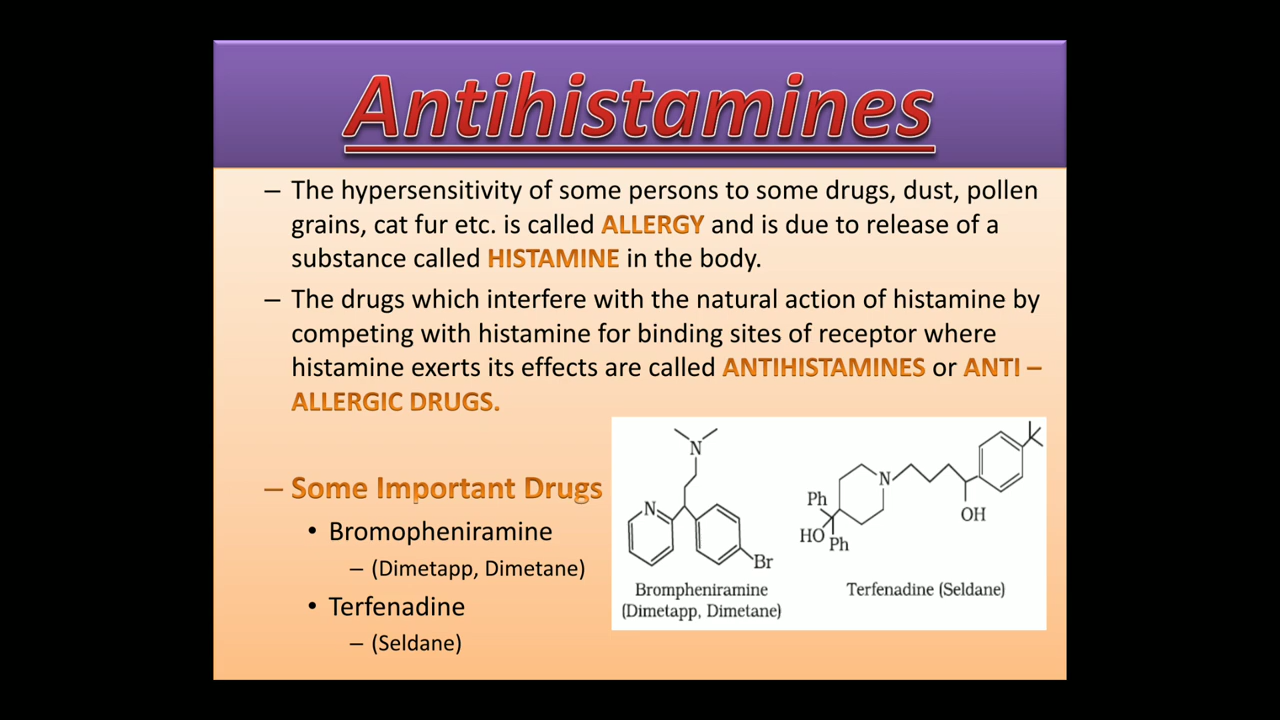 Antihistamines
– The hypersensitivity of some persons to some drugs, dust, pollen
grains, cat fur etc. is called ALLERGY and is due to release of a
substance called HISTAMINE in the body.
– The drugs which interfere with the natural action of histamine by
competing with histamine for binding sites of receptor where
histamine exerts its effects are called ANTIHISTAMINES or ANTI –
ALLERGIC DRUGS.
– Some Important Drugs
• Bromopheniramine
– (Dimetapp, Dimetane)
• Terfenadine
– (Seldane)
N
N
Br
Brompheniramine
(Dimetapp, Dimetane)
N
Ph
HO
Ph
OH
Terfenadine (Seldane)